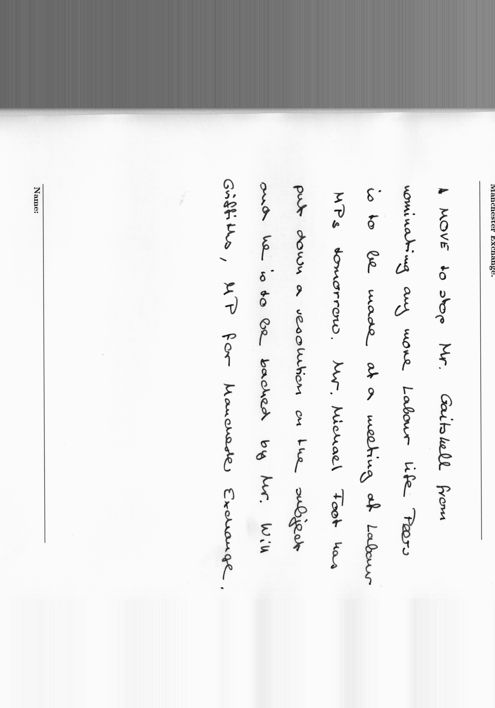 Manchester Exchange.
A MOVE to stop Mr. Gaitskell from
nominating any more Labour life Peers
is to be made at a meeting of Labour
MPs tomorrow. Mr. Michael Foot has
put down a resolution on the subject
and he is to be backed by Mr. Will
Griffiths, MP for Manchester Exchange.
Name: